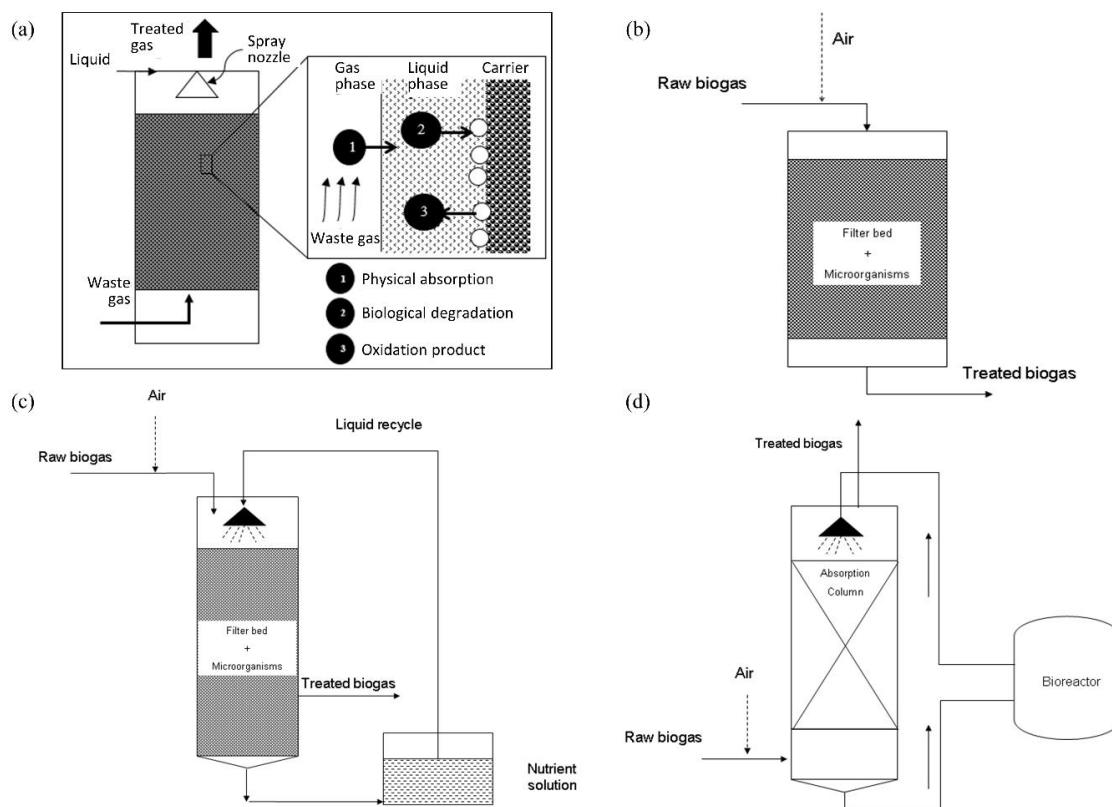 (a)
Treated
gas
Liquid
Spray
nozzle
Gas
phase
Liquid
phase
Carrier
1
2
3
Waste gas
Waste
gas
1 Physical absorption
2 Biological degradation
3 Oxidation product
(b)
Air
Raw biogas
Filter bed
+
Microorganisms
Treated biogas
(c)
Air
Liquid recycle
Raw biogas
Filter bed
+
Microorganisms
Treated biogas
Nutrient
solution
(d)
Treated biogas
Absorption
Column
Air
Raw biogas
Bioreactor